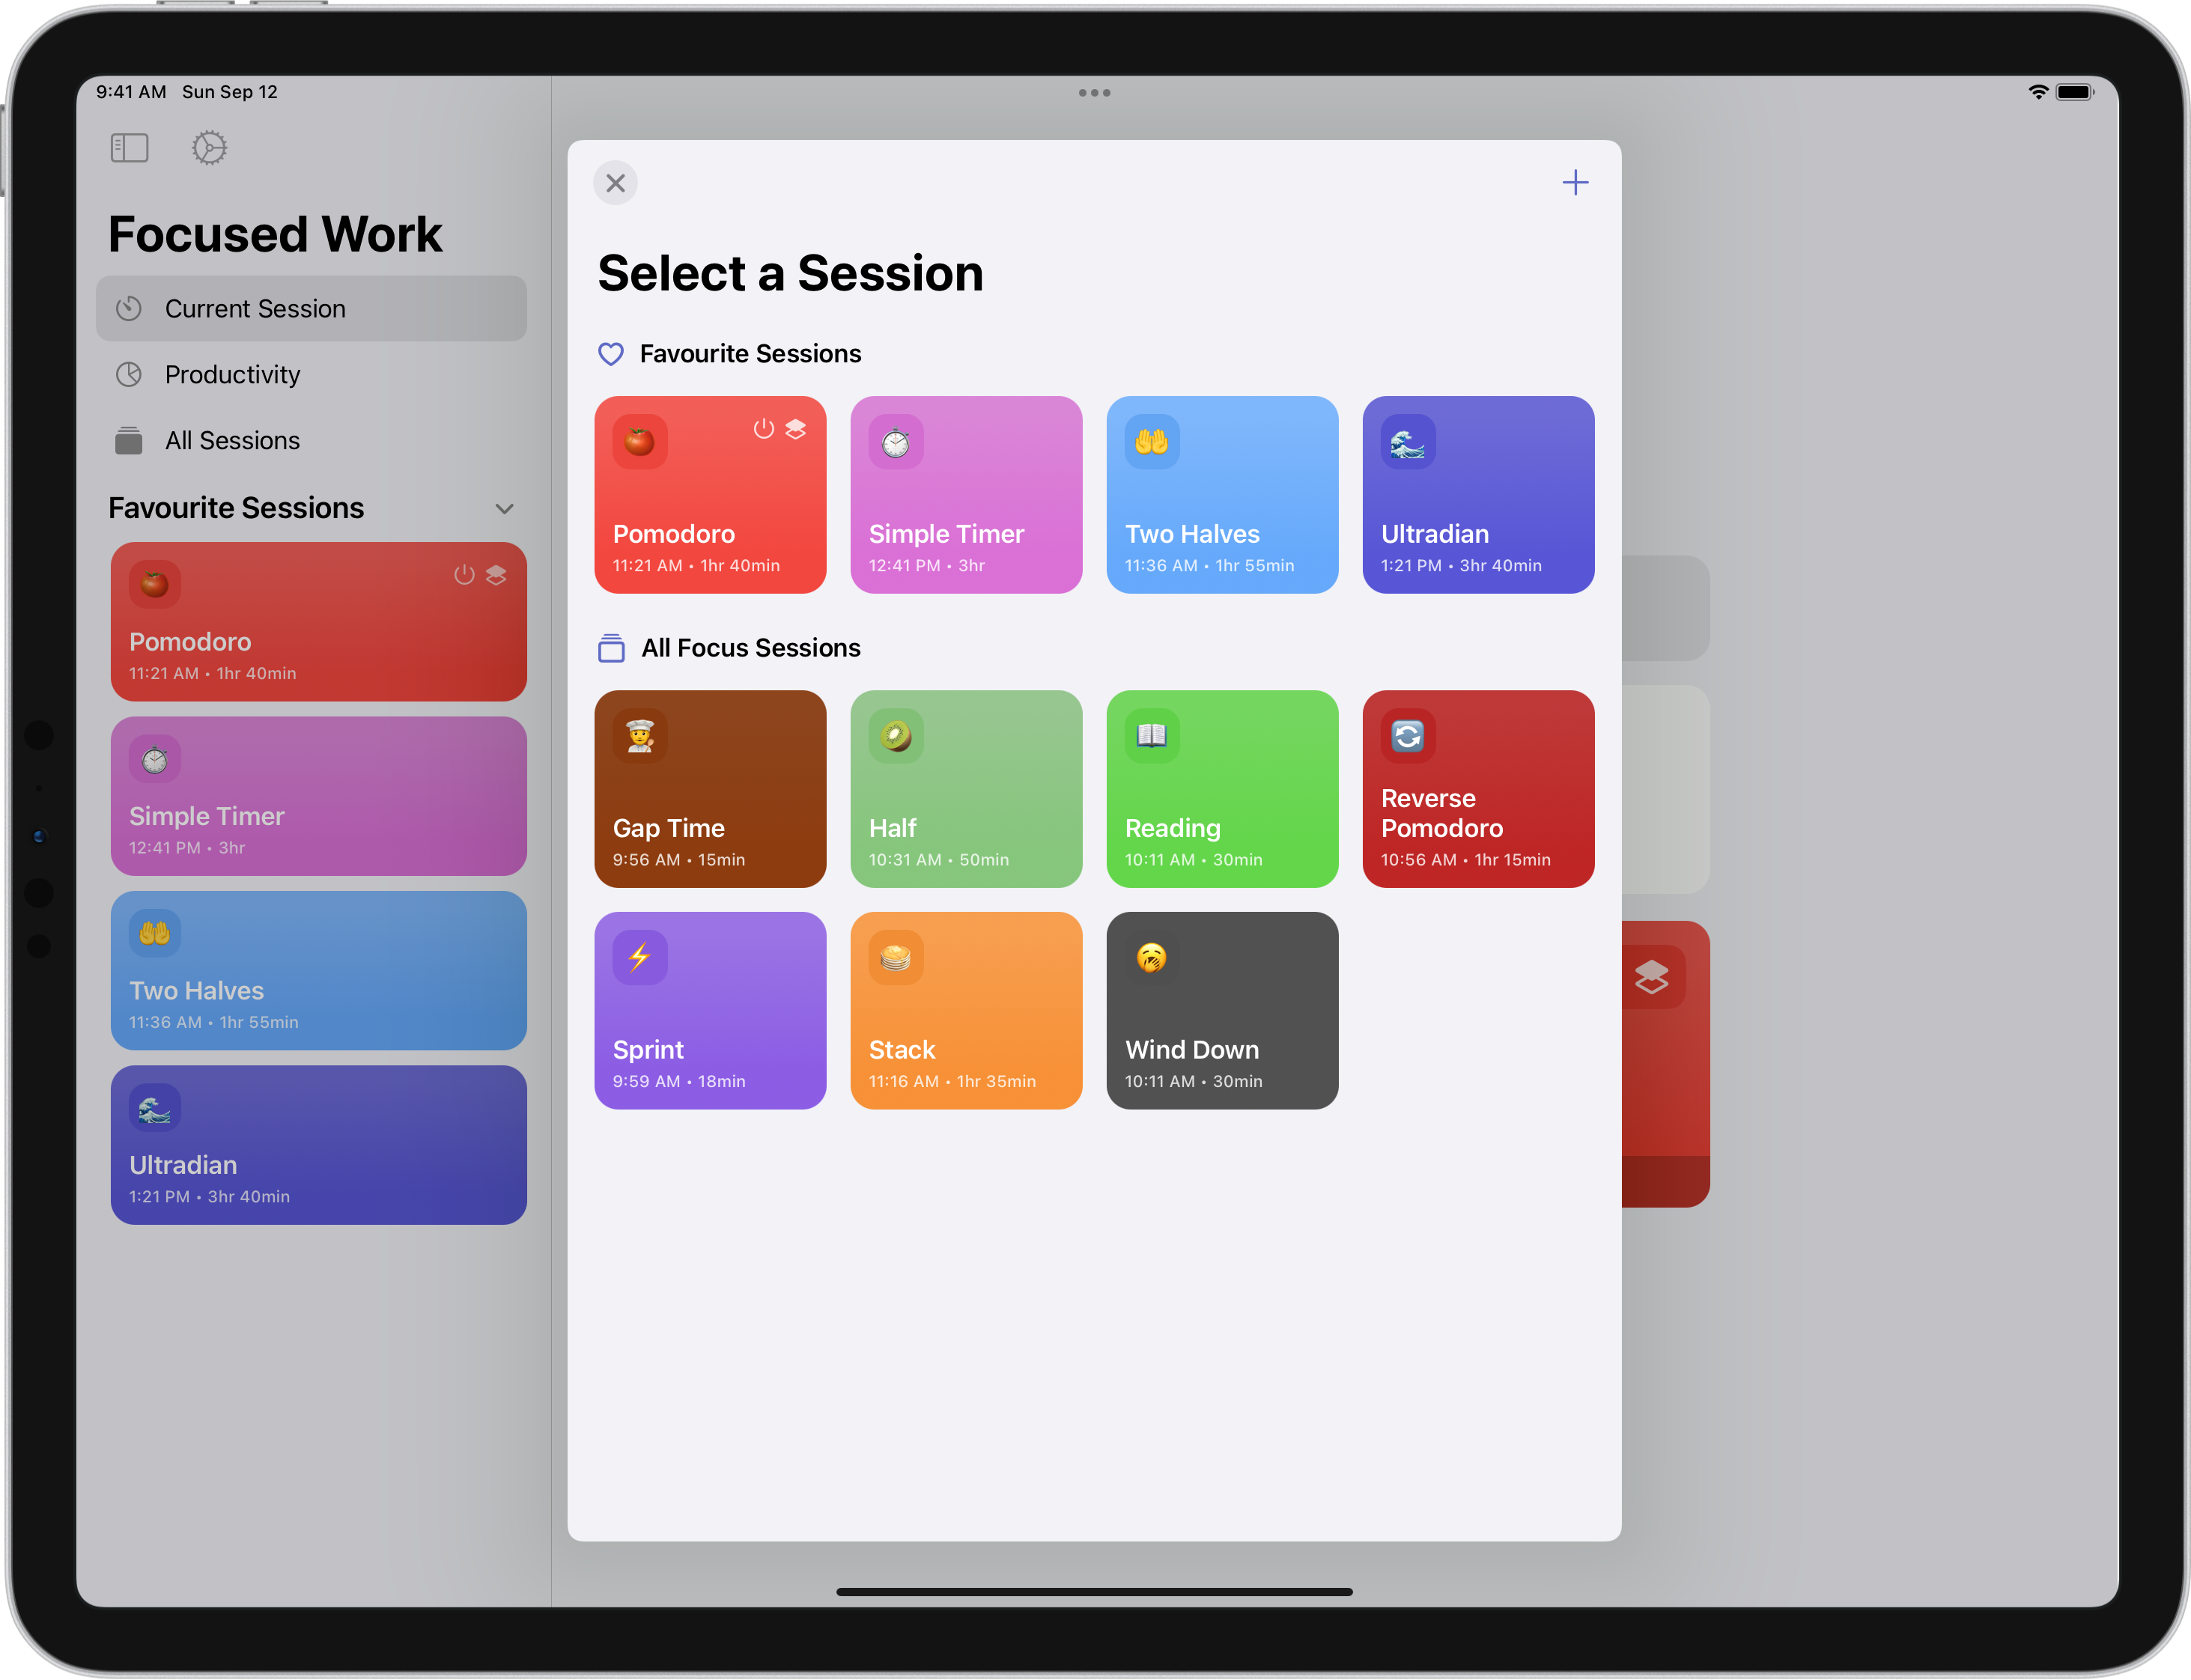 9:41 AM Sun Sep 12
Focused Work
Current Session
Productivity
All Sessions
Favourite Sessions
Pomodoro
11:21 AM • 1hr 40min
Simple Timer
12:41 PM • 3hr
Two Halves
11:36 AM • 1hr 55min
Ultradian
1:21 PM • 3hr 40min
Select a Session
Favourite Sessions
Pomodoro
11:21 AM • 1hr 40min
Simple Timer
12:41 PM • 3hr
Two Halves
11:36 AM • 1hr 55min
Ultradian
1:21 PM • 3hr 40min
All Focus Sessions
Gap Time
9:56 AM • 15min
Half
10:31 AM • 50min
Reading
10:11 AM • 30min
Reverse
Pomodoro
10:56 AM • 1hr 15min
Sprint
9:59 AM • 18min
Stack
11:16 AM • 1hr 35min
Wind Down
10:11 AM • 30min